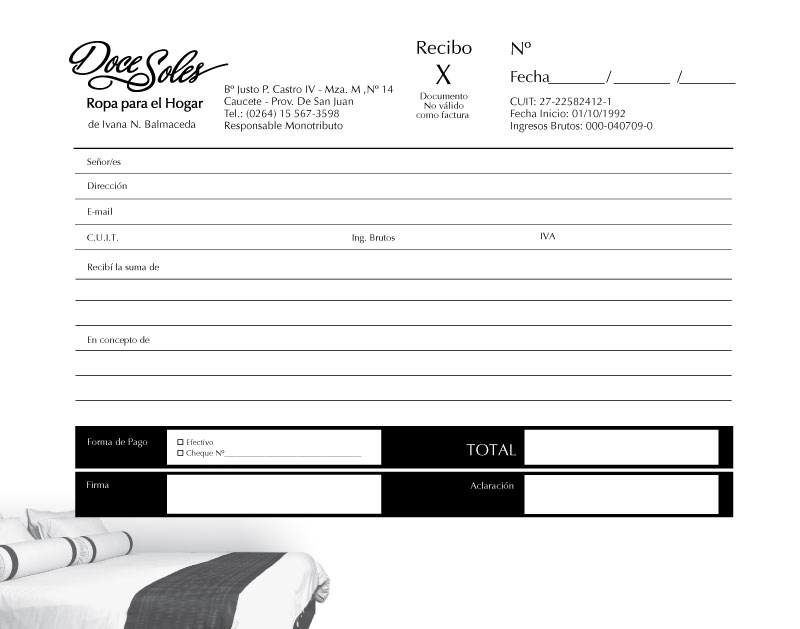 Doce Soles
Ropa para el Hogar
de Ivana N. Balmaceda
Bº Justo P. Castro IV - Mza. M ,Nº 14
Caucete - Prov. De San Juan
Tel.: (0264) 15 567-3598
Responsable Monotributo
Recibo
X
Documento
No válido
como factura
Nº
Fecha_______/ _______ /_______
CUIT: 27-22582412-1
Fecha Inicio: 01/10/1992
Ingresos Brutos: 000-040709-0
Señor/es
Dirección
E-mail
C.U.I.T. Ing. Brutos IVA
Recibí la suma de
En concepto de
Forma de Pago
Efectivo
Cheque Nº______________________________
TOTAL
Firma
Aclaración